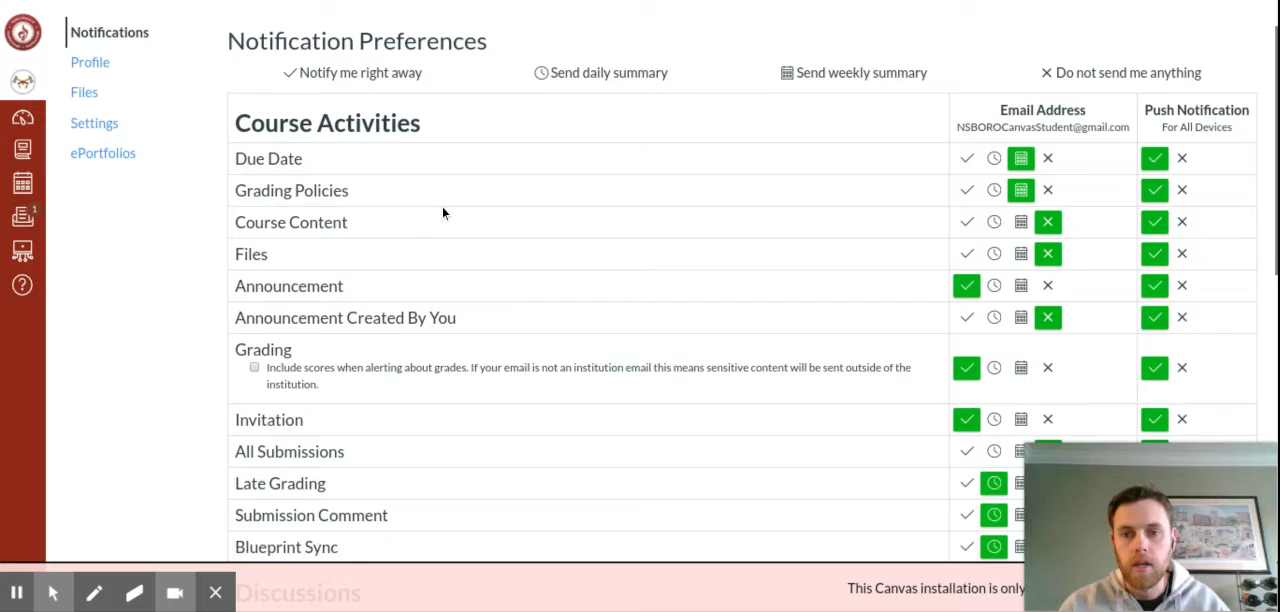 Notifications
Profile
Files
Settings
ePortfolios
1
Notification Preferences
Notify me right away
Send daily summary
Send weekly summary
Do not send me anything
Course Activities
Email Address
NSBOROCanvasStudent@gmail.com
Push Notification
For All Devices
Due Date
Grading Policies
Course Content
Files
Announcement
Announcement Created By You
Grading
Include scores when alerting about grades. If your email is not an institution email this means sensitive content will be sent outside of the
institution.
Invitation
All Submissions
Late Grading
Submission Comment
Blueprint Sync
Discussions
This Canvas installation is only